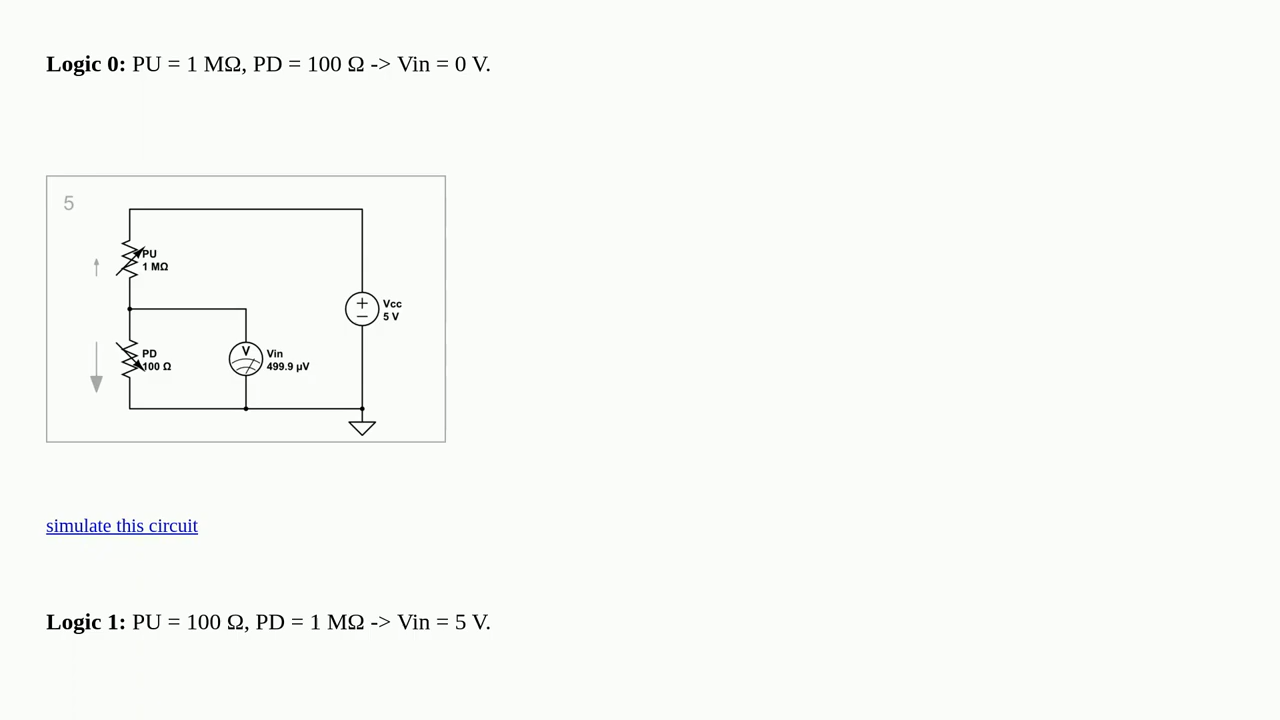 Logic 0: PU = 1 MΩ, PD = 100 Ω -> Vin = 0 V.
5
PU
1 MΩ
Vcc
5 V
PD
100 Ω
V
Vin
499.9 µV
simulate this circuit
Logic 1: PU = 100 Ω, PD = 1 MΩ -> Vin = 5 V.